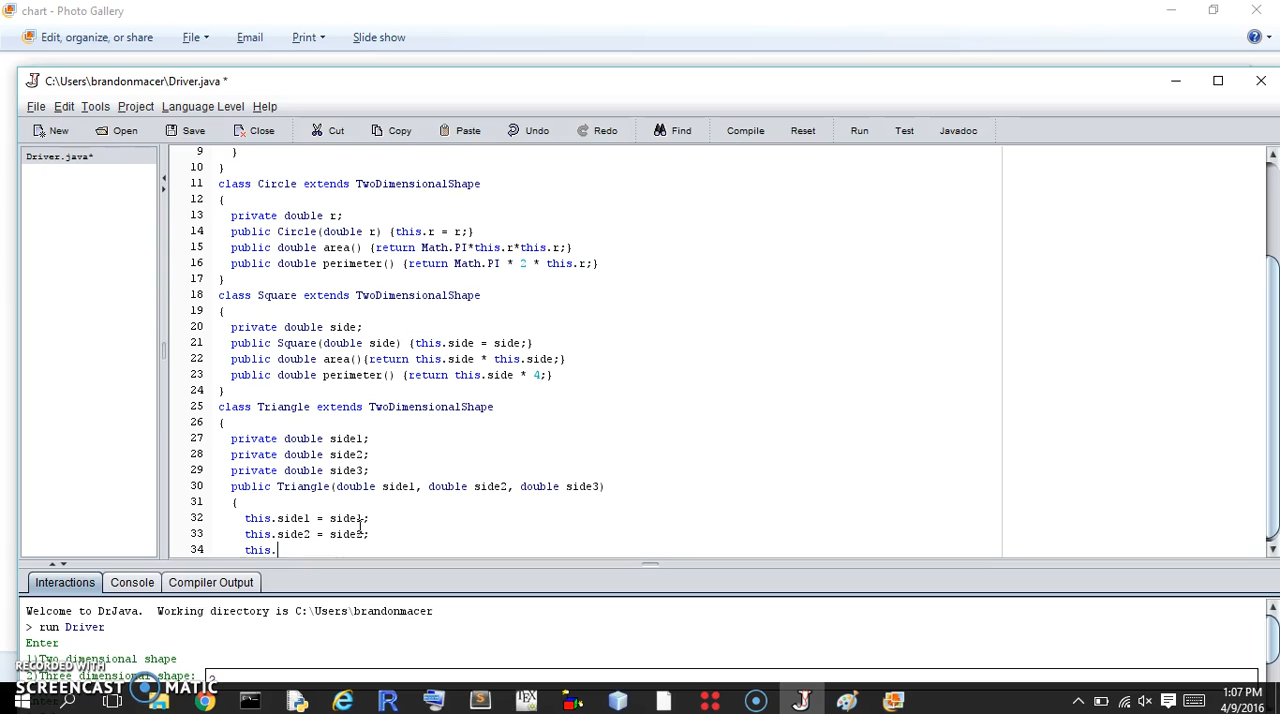 chart - Photo Gallery
Edit, organize, or share File Email Print Slide show
C:\Users\brandonmacer\Driver.java *
File Edit Tools Project Language Level Help
New Open Save Close Cut Copy Paste Undo Redo Find Compile Reset Run Test Javadoc
Driver.java*
9 }
10 }
11 class Circle extends TwoDimensionalShape
12 {
13 private double r;
14 public Circle(double r) {this.r = r;}
15 public double area() {return Math.PI*this.r*this.r;}
16 public double perimeter() {return Math.PI * 2 * this.r;}
17 }
18 class Square extends TwoDimensionalShape
19 {
20 private double side;
21 public Square(double side) {this.side = side;}
22 public double area(){return this.side * this.side;}
23 public double perimeter() {return this.side * 4;}
24 }
25 class Triangle extends TwoDimensionalShape
26 {
27 private double side1;
28 private double side2;
29 private double side3;
30 public Triangle(double side1, double side2, double side3)
31 {
32 this.side1 = side1;
33 this.side2 = side2;
34 this.
Interactions Console Compiler Output
Welcome to DrJava. Working directory is C:\Users\brandonmacer
> run Driver
Enter
1)Two dimensional shape
2)Three dimensional shape:
RECORDED WITH
SCREENCAST MATIC
1:07 PM
4/9/2016